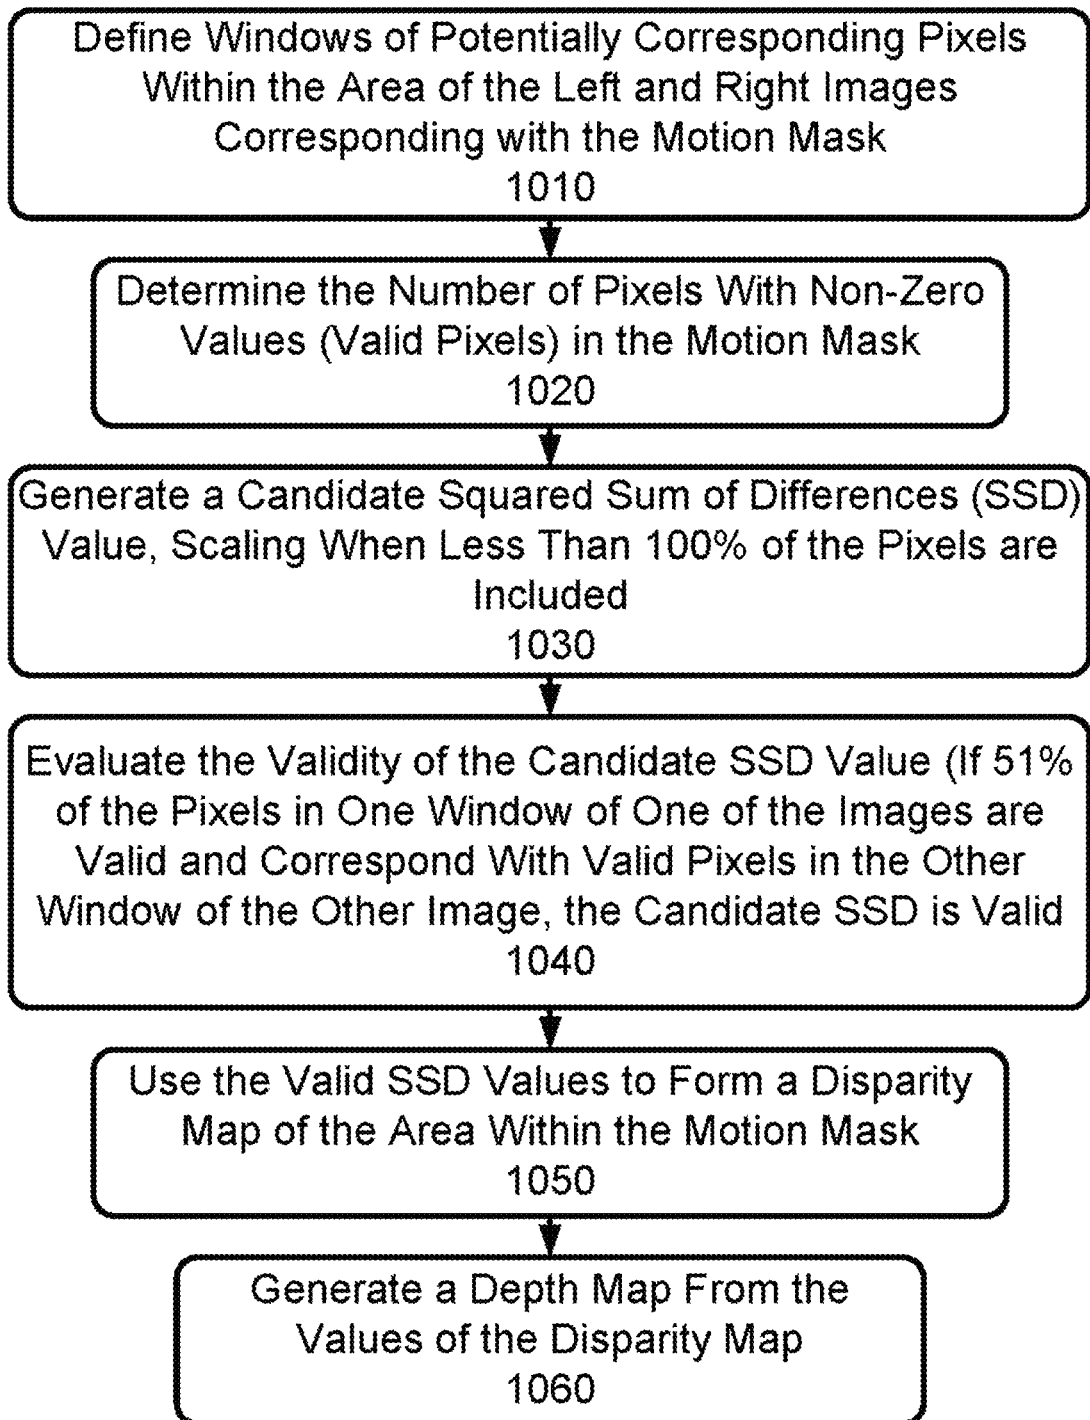 Define Windows of Potentially Corresponding Pixels
Within the Area of the Left and Right Images
Corresponding with the Motion Mask
1010
Determine the Number of Pixels With Non-Zero
Values (Valid Pixels) in the Motion Mask
1020
Generate a Candidate Squared Sum of Differences (SSD)
Value, Scaling When Less Than 100% of the Pixels are
Included
1030
Evaluate the Validity of the Candidate SSD Value (If 51%
of the Pixels in One Window of One of the Images are
Valid and Correspond With Valid Pixels in the Other
Window of the Other Image, the Candidate SSD is Valid
1040
Use the Valid SSD Values to Form a Disparity
Map of the Area Within the Motion Mask
1050
Generate a Depth Map From the
Values of the Disparity Map
1060